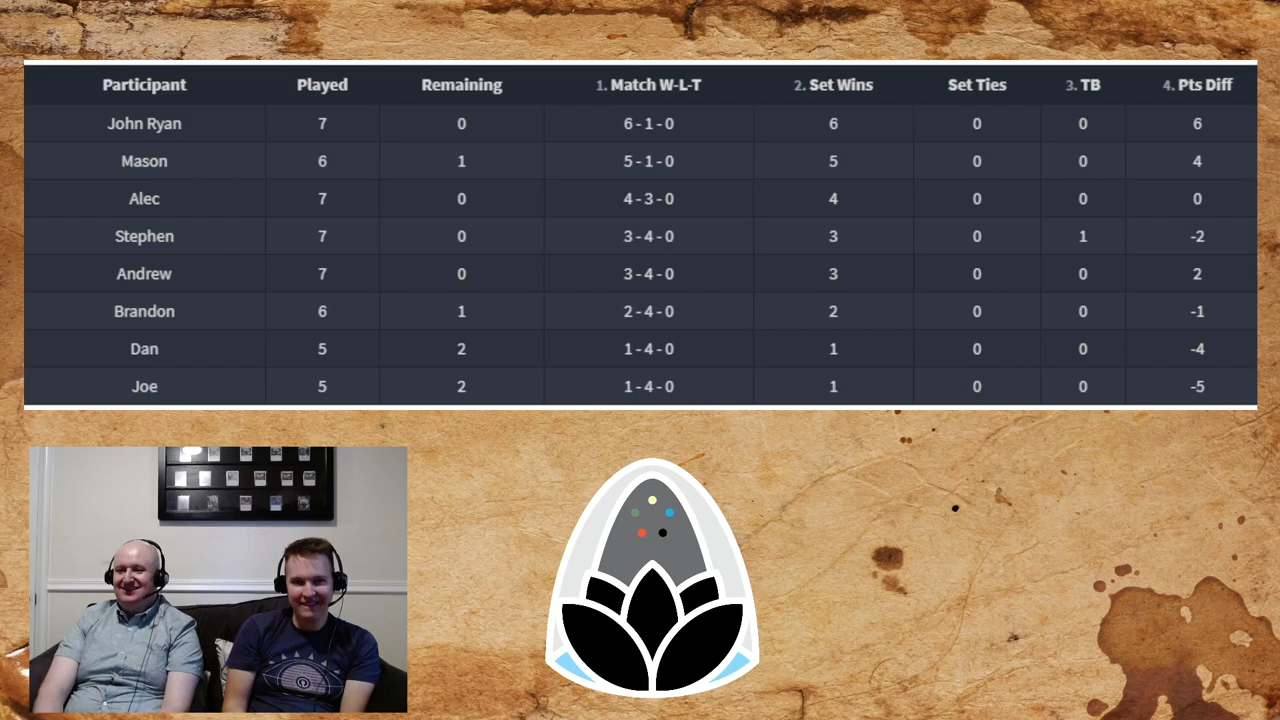 Participant Played Remaining 1. Match W-L-T 2. Set Wins Set Ties 3. TB 4. Pts Diff
John Ryan 7 0 6 - 1 - 0 6 0 0 6
Mason 6 1 5 - 1 - 0 5 0 0 4
Alec 7 0 4 - 3 - 0 4 0 0 0
Stephen 7 0 3 - 4 - 0 3 0 1 -2
Andrew 7 0 3 - 4 - 0 3 0 0 2
Brandon 6 1 2 - 4 - 0 2 0 0 -1
Dan 5 2 1 - 4 - 0 1 0 0 -4
Joe 5 2 1 - 4 - 0 1 0 0 -5